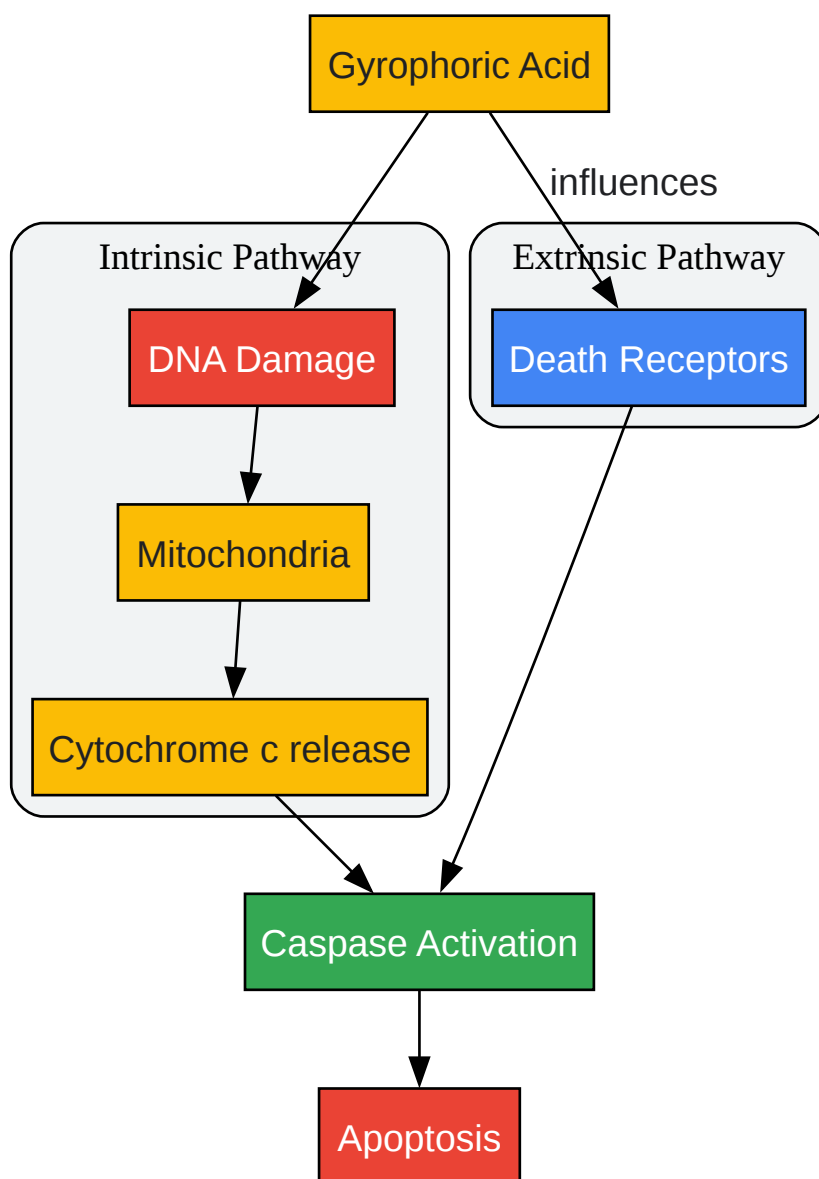 Gyrophoric Acid
influences
Intrinsic Pathway
Extrinsic Pathway
DNA Damage
Death Receptors
Mitochondria
Cytochrome c release
Caspase Activation
Apoptosis